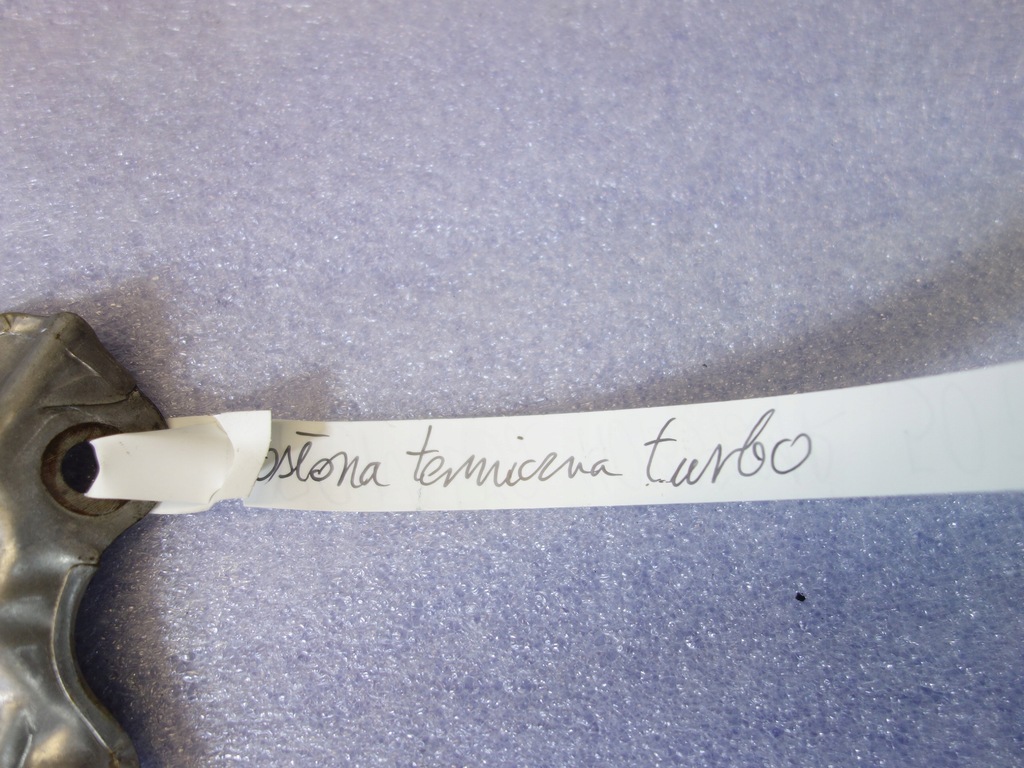 osłona termiczna turbo